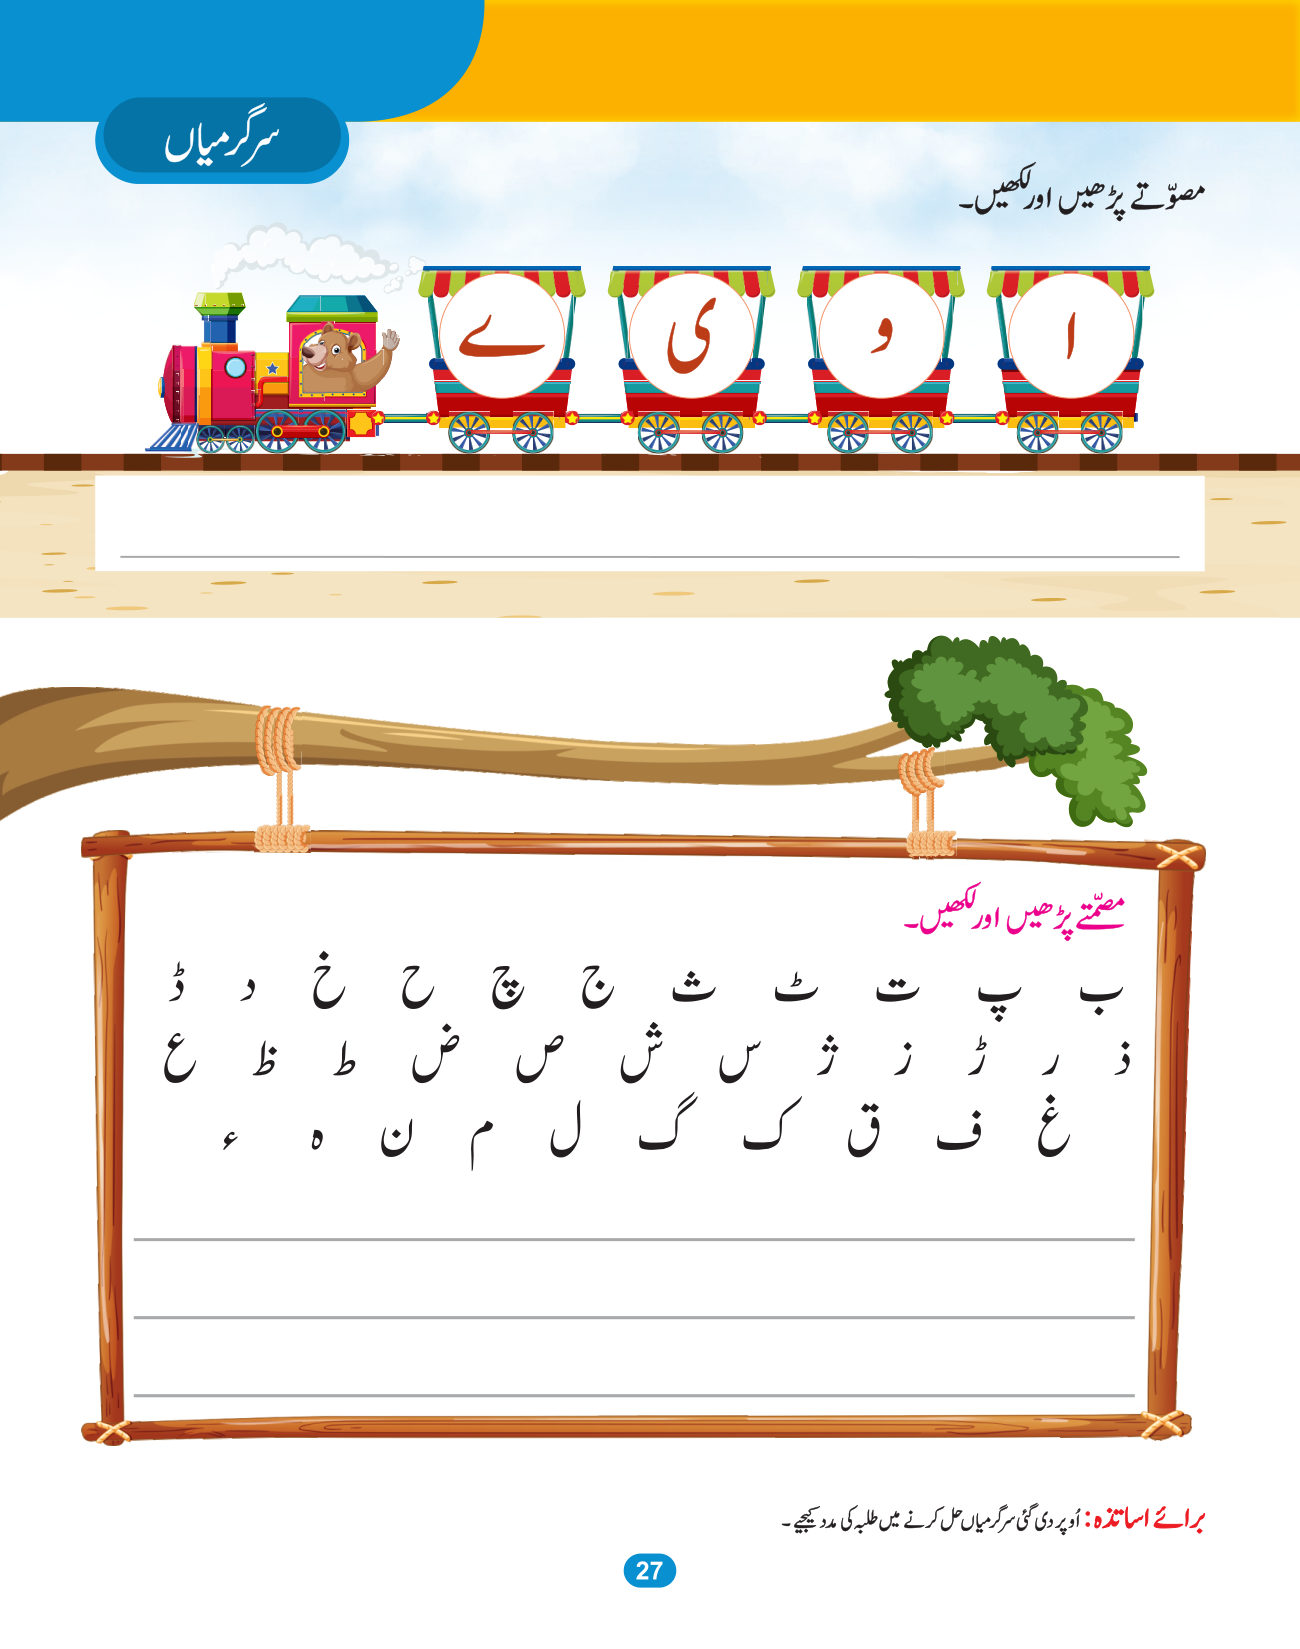 سرگرمیاں
مصوّتے پڑھیں اور لکھیں۔
ا و ی ے
مصمّتے پڑھیں اور لکھیں۔
ب پ ت ٹ ث ج چ ح خ د ڈ
ذ ر ڑ ز ژ س ش ص ض ط ظ ع
غ ف ق ک گ ل م ن ہ ء
برائے اساتذہ: اُوپر دی گئی سرگرمیاں حل کرنے میں طلبہ کی مدد کیجیے۔
27